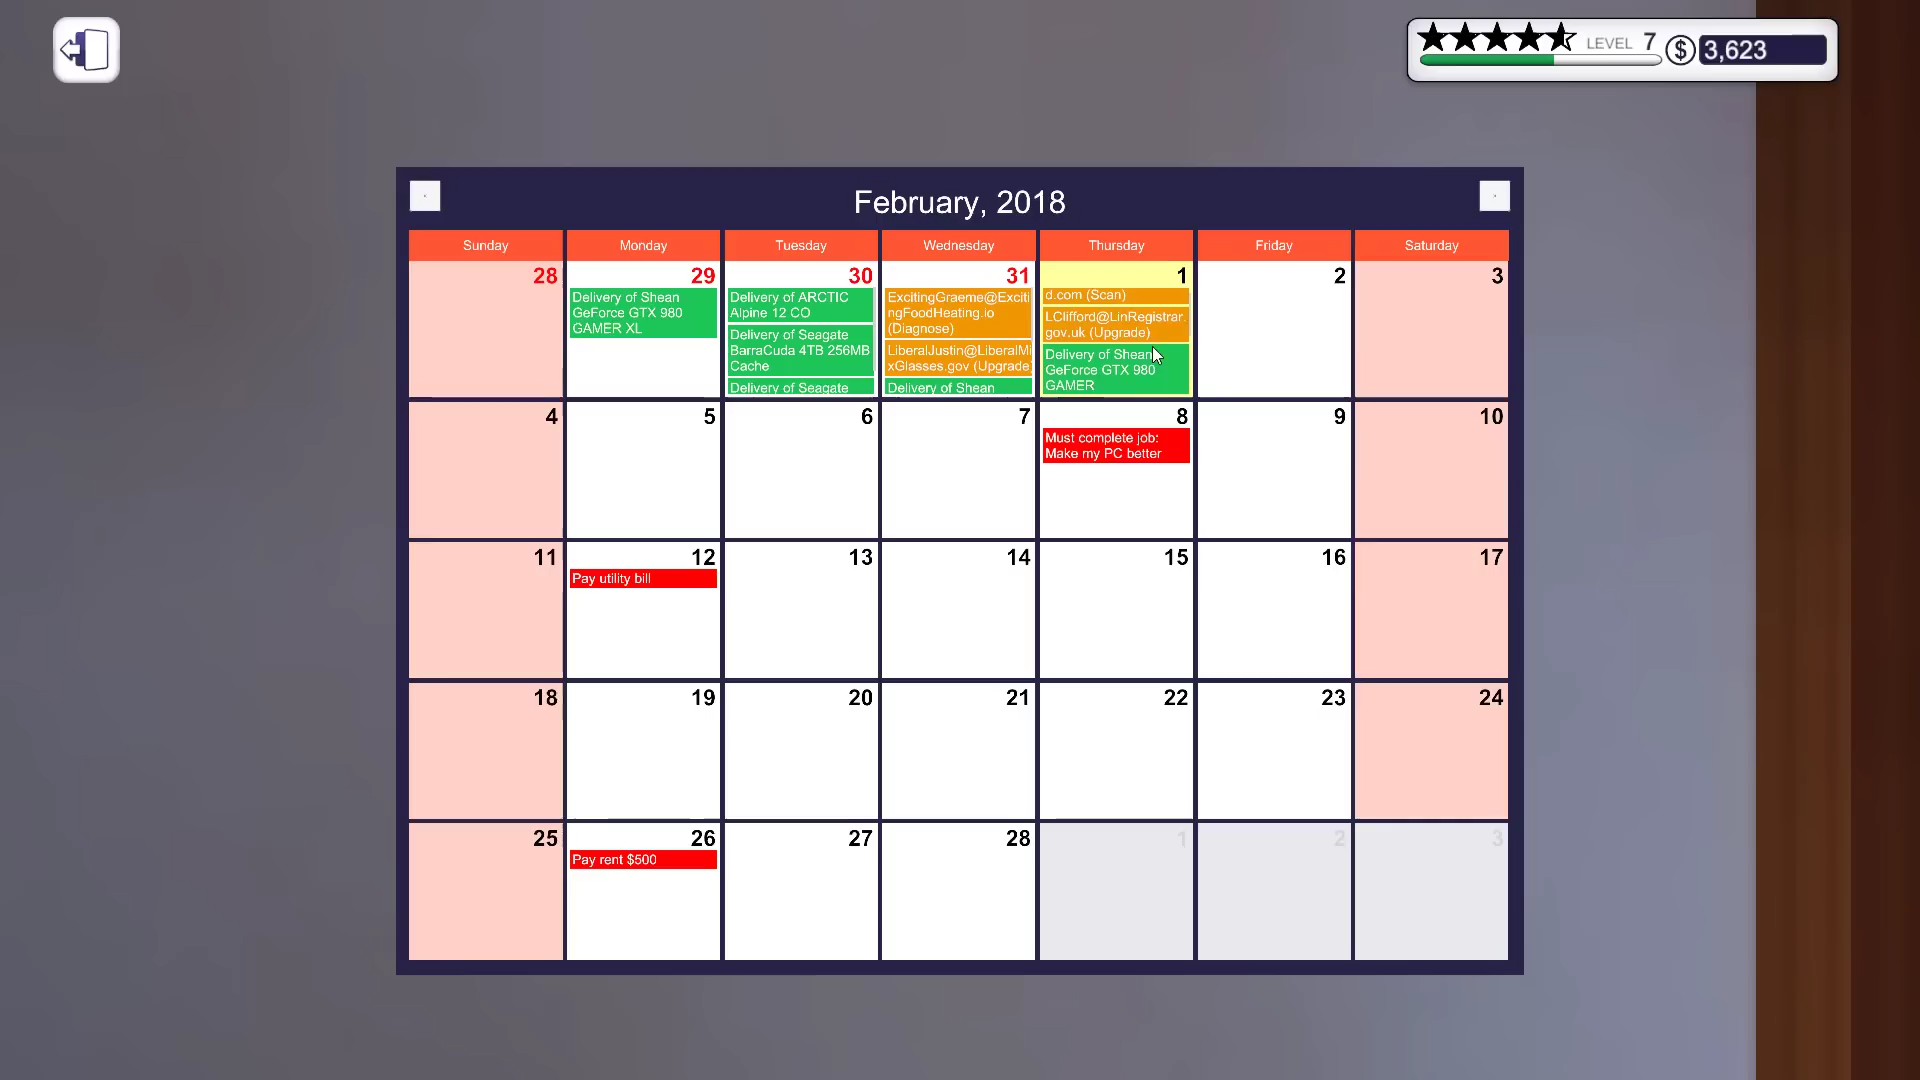 LEVEL 7
$ 3,623
February, 2018
Sunday Monday Tuesday Wednesday Thursday Friday Saturday
28 29 30 31 1 2 3
Delivery of Shean
GeForce GTX 980
GAMER XL
Delivery of ARCTIC
Alpine 12 CO
Delivery of Seagate
BarraCuda 4TB 256MB
Cache
Delivery of Seagate
ExcitingGraeme@Exciti
ngFoodHeating.io
(Diagnose)
LiberalJustin@LiberalMi
xGlasses.gov (Upgrade
Delivery of Shean
d.com (Scan)
LClifford@LinRegistrar.
gov.uk (Upgrade)
Delivery of Shean
GeForce GTX 980
GAMER
4 5 6 7 8 9 10
Must complete job:
Make my PC better
11 12 13 14 15 16 17
Pay utility bill
18 19 20 21 22 23 24
25 26 27 28 1 2 3
Pay rent $500